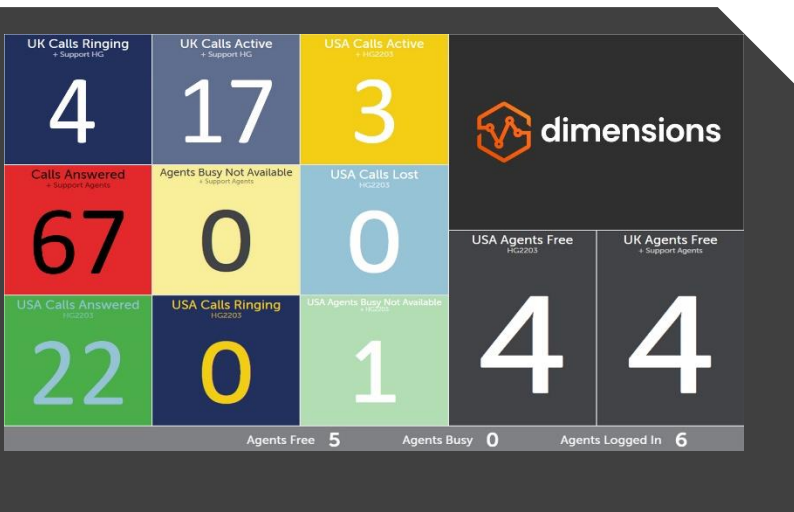 UK Calls Ringing
+ Support HG
4
UK Calls Active
+ Support HG
17
USA Calls Active
+ HG2203
3
dimensions
Calls Answered
+ Support Agents
67
Agents Busy Not Available
+ Support Agents
0
USA Calls Lost
HG2203
0
USA Agents Free
HG2203
4
UK Agents Free
+ Support Agents
4
USA Calls Answered
HG2203
22
USA Calls Ringing
HG2203
0
USA Agents Busy Not Available
+ HG2203
1
Agents Free 5 Agents Busy 0 Agents Logged In 6